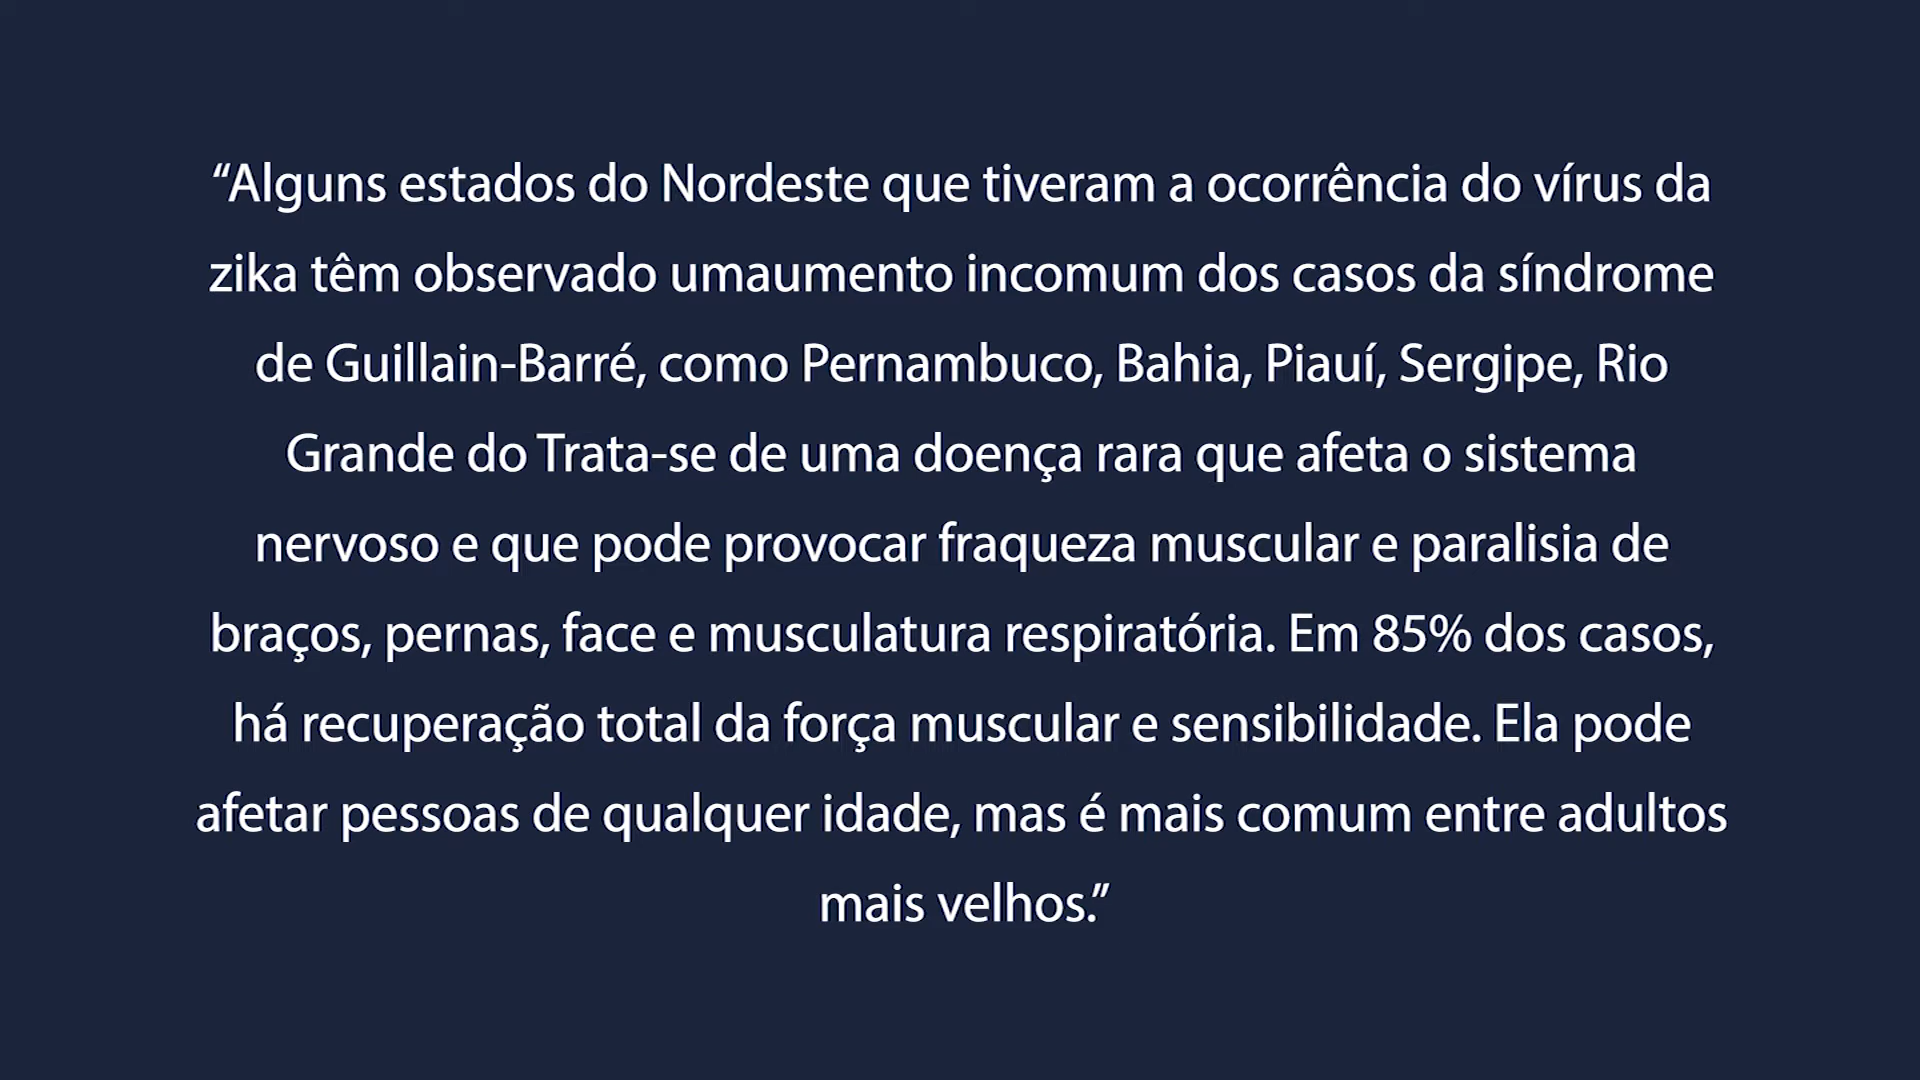 “Alguns estados do Nordeste que tiveram a ocorrência do vírus da
zika têm observado umaumento incomum dos casos da síndrome
de Guillain-Barré, como Pernambuco, Bahia, Piauí, Sergipe, Rio
Grande do Trata-se de uma doença rara que afeta o sistema
nervoso e que pode provocar fraqueza muscular e paralisia de
braços, pernas, face e musculatura respiratória. Em 85% dos casos,
há recuperação total da força muscular e sensibilidade. Ela pode
afetar pessoas de qualquer idade, mas é mais comum entre adultos
mais velhos.”